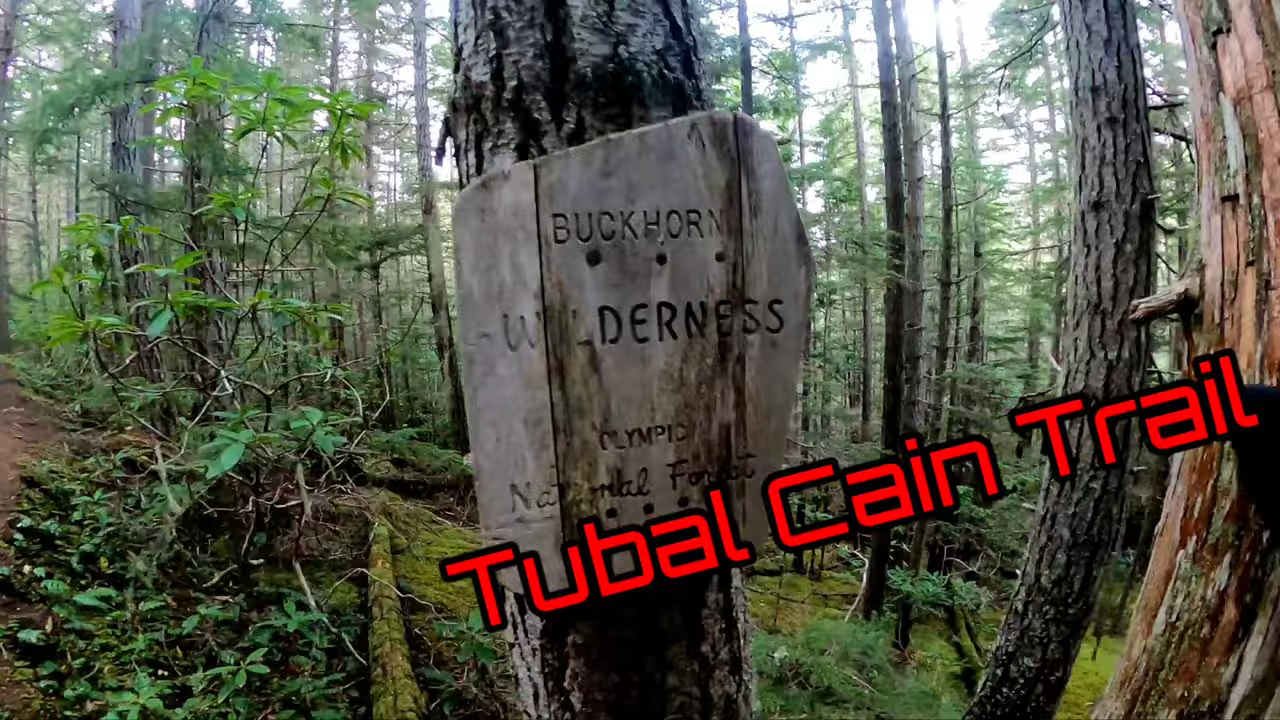 BUCKHORN
WILDERNESS
OLYMPIC
National Forest
Tubal Cain Trail